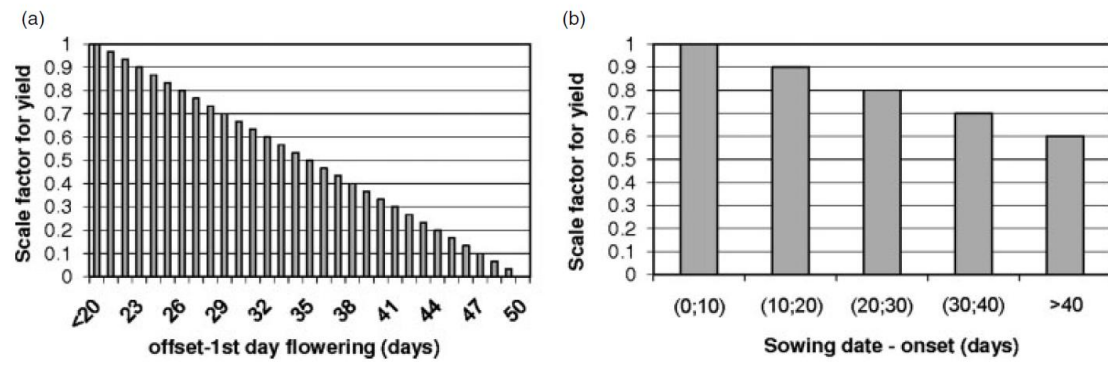 (a)
Scale factor for yield
1
0.9
0.8
0.7
0.6
0.5
0.4
0.3
0.2
0.1
0
<20 23 26 29 32 35 38 41 44 47 50
offset-1st day flowering (days)
(b)
Scale factor for yield
1
0.9
0.8
0.7
0.6
0.5
0.4
0.3
0.2
0.1
0
(0;10) (10;20) (20;30) (30;40) >40
Sowing date - onset (days)